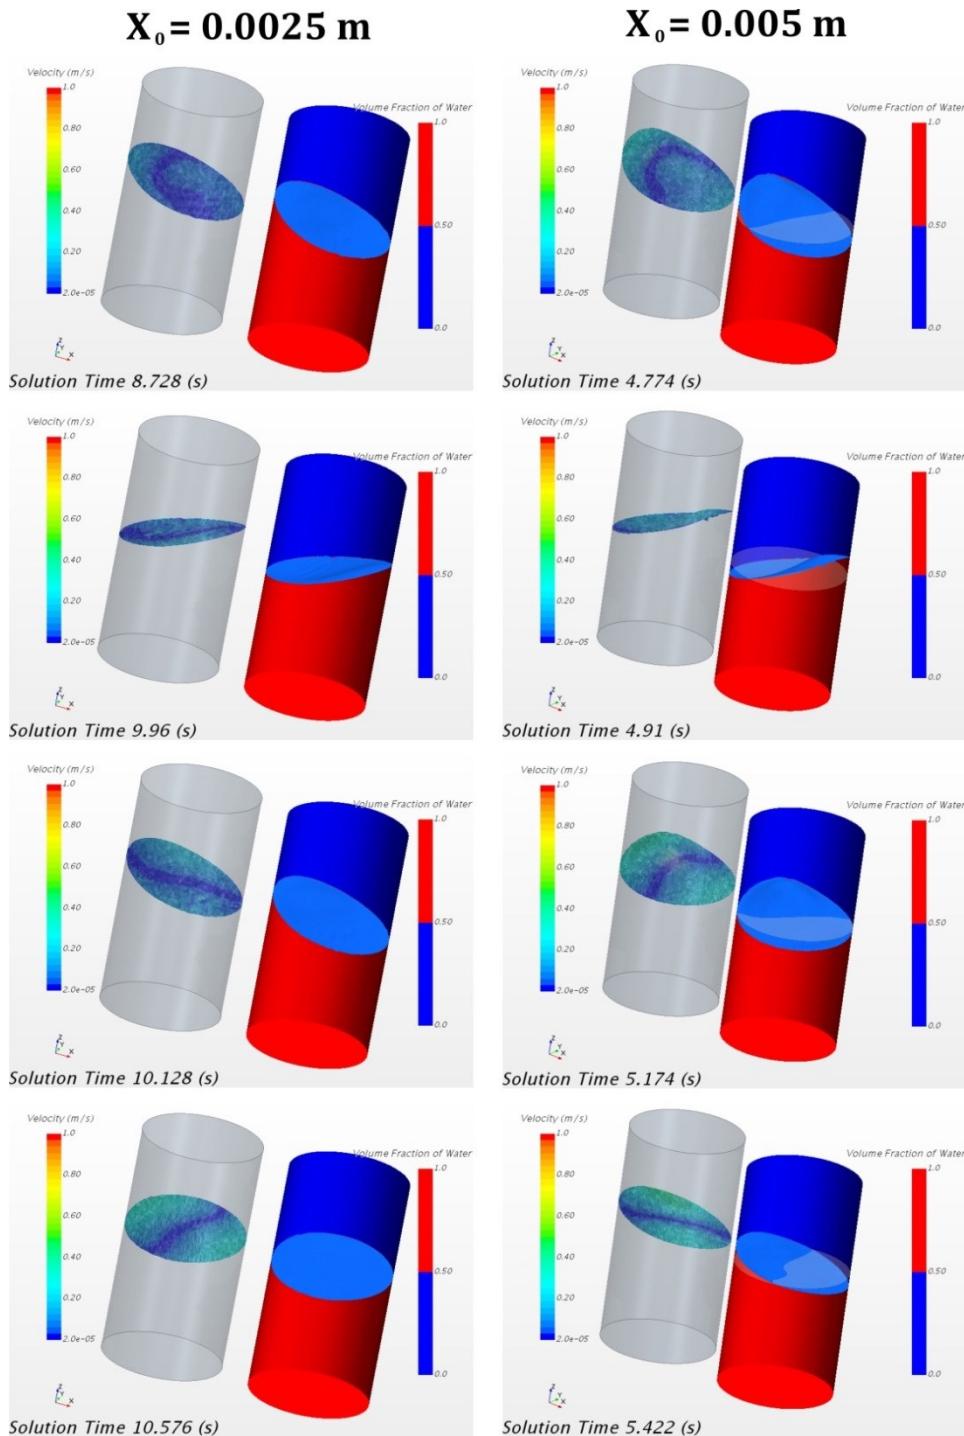 X₀ = 0.0025 m
X₀ = 0.005 m
Velocity (m/s)
1.0
0.80
0.60
0.40
0.20
2.0e-05
Volume Fraction of Water
1.0
0.50
0.0
Z
Y
X
Solution Time 8.728 (s)
Velocity (m/s)
1.0
0.80
0.60
0.40
0.20
2.0e-05
Volume Fraction of Water
1.0
0.50
0.0
Z
Y
X
Solution Time 4.774 (s)
Velocity (m/s)
1.0
0.80
0.60
0.40
0.20
2.0e-05
Volume Fraction of Water
1.0
0.50
0.0
Z
Y
X
Solution Time 9.96 (s)
Velocity (m/s)
1.0
0.80
0.60
0.40
0.20
2.0e-05
Volume Fraction of Water
1.0
0.50
0.0
Z
Y
X
Solution Time 4.91 (s)
Velocity (m/s)
1.0
0.80
0.60
0.40
0.20
2.0e-05
Volume Fraction of Water
1.0
0.50
0.0
Z
Y
X
Solution Time 10.128 (s)
Velocity (m/s)
1.0
0.80
0.60
0.40
0.20
2.0e-05
Volume Fraction of Water
1.0
0.50
0.0
Z
Y
X
Solution Time 5.174 (s)
Velocity (m/s)
1.0
0.80
0.60
0.40
0.20
2.0e-05
Volume Fraction of Water
1.0
0.50
0.0
Z
Y
X
Solution Time 10.576 (s)
Velocity (m/s)
1.0
0.80
0.60
0.40
0.20
2.0e-05
Volume Fraction of Water
1.0
0.50
0.0
Z
Y
X
Solution Time 5.422 (s)